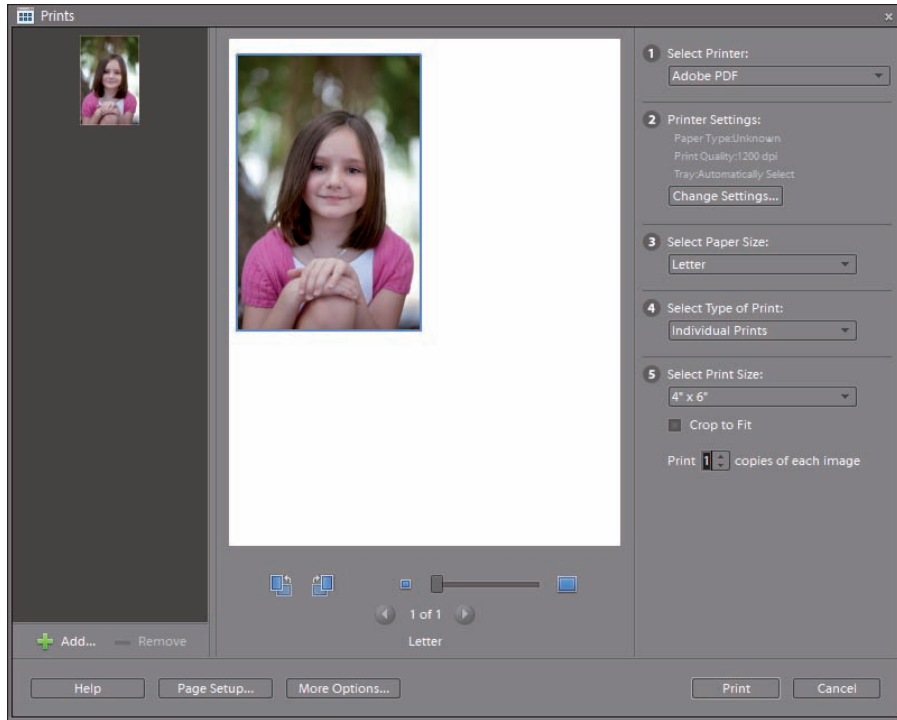 Prints
x
1 Select Printer:
Adobe PDF
2 Printer Settings:
Paper Type:Unknown
Print Quality:1200 dpi
Tray:Automatically Select
Change Settings...
3 Select Paper Size:
Letter
4 Select Type of Print:
Individual Prints
5 Select Print Size:
4" x 6"
Crop to Fit
Print 1 copies of each image
1 of 1
Letter
Add... Remove
Help Page Setup... More Options... Print Cancel